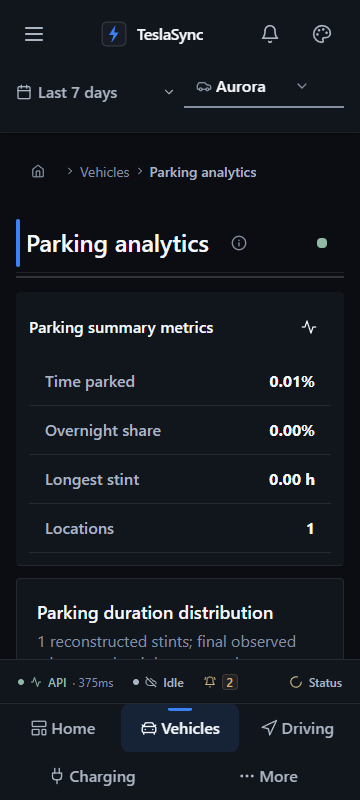 TeslaSync
Last 7 days
Aurora
Vehicles
Parking analytics
Parking analytics
Parking summary metrics
Time parked 0.01%
Overnight share 0.00%
Longest stint 0.00 h
Locations 1
Parking duration distribution
1 reconstructed stints; final observed
API · 375ms Idle 2 Status
Home Vehicles Driving
Charging More